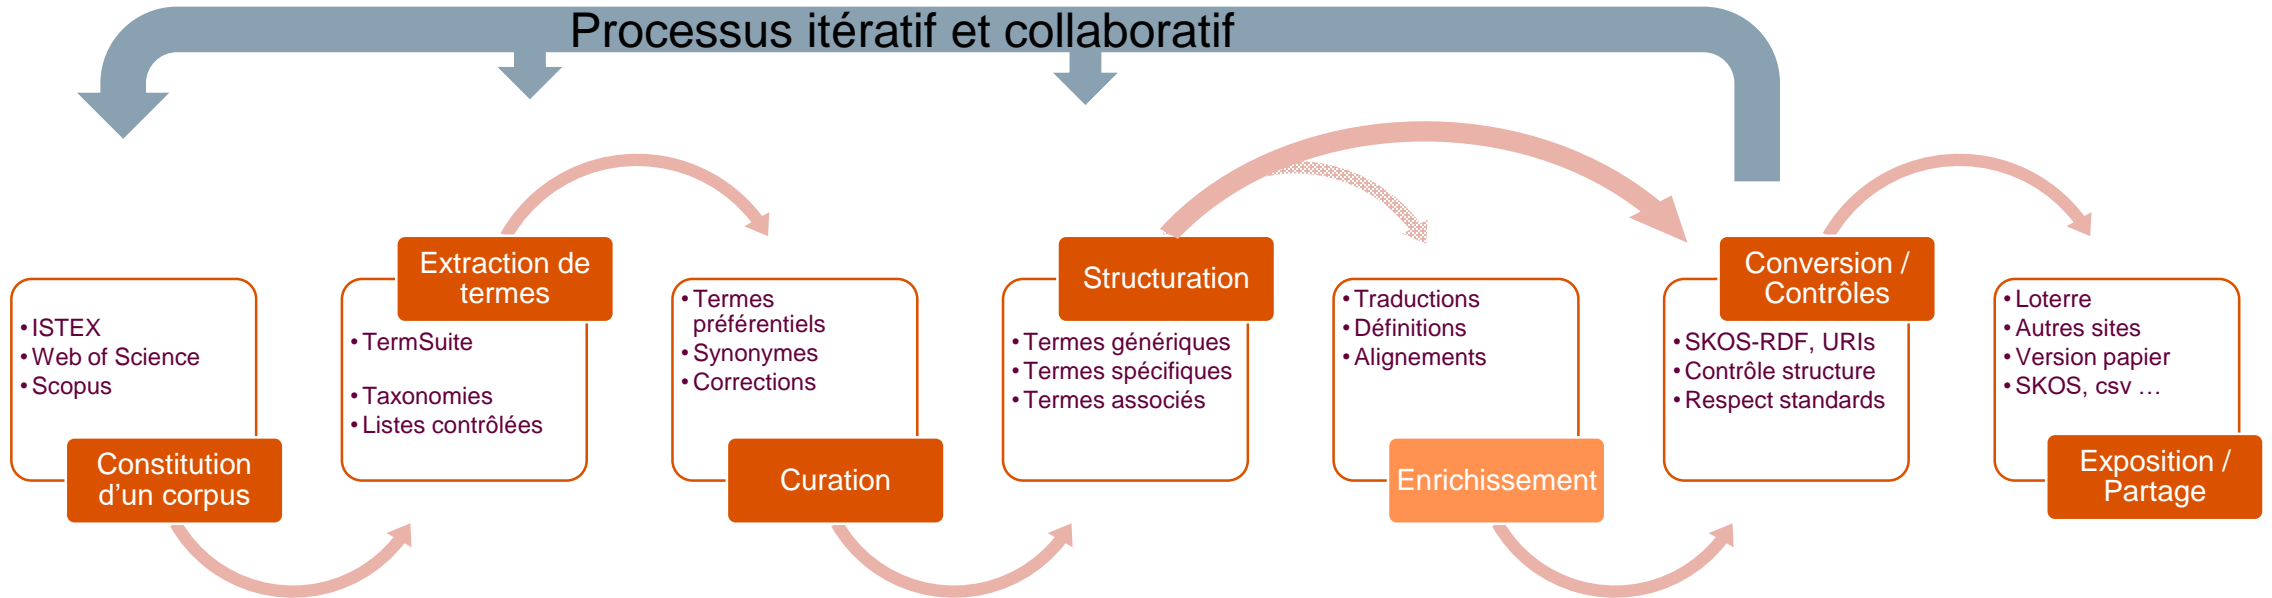 Processus itératif et collaboratif
• ISTEX
• Web of Science
• Scopus
Constitution
d’un corpus
Extraction de
termes
• TermSuite
• Taxonomies
• Listes contrôlées
• Termes
préférentiels
• Synonymes
• Corrections
Curation
Structuration
• Termes génériques
• Termes spécifiques
• Termes associés
• Traductions
• Définitions
• Alignements
Enrichissement
Conversion /
Contrôles
• SKOS-RDF, URIs
• Contrôle structure
• Respect standards
• Loterre
• Autres sites
• Version papier
• SKOS, csv …
Exposition /
Partage